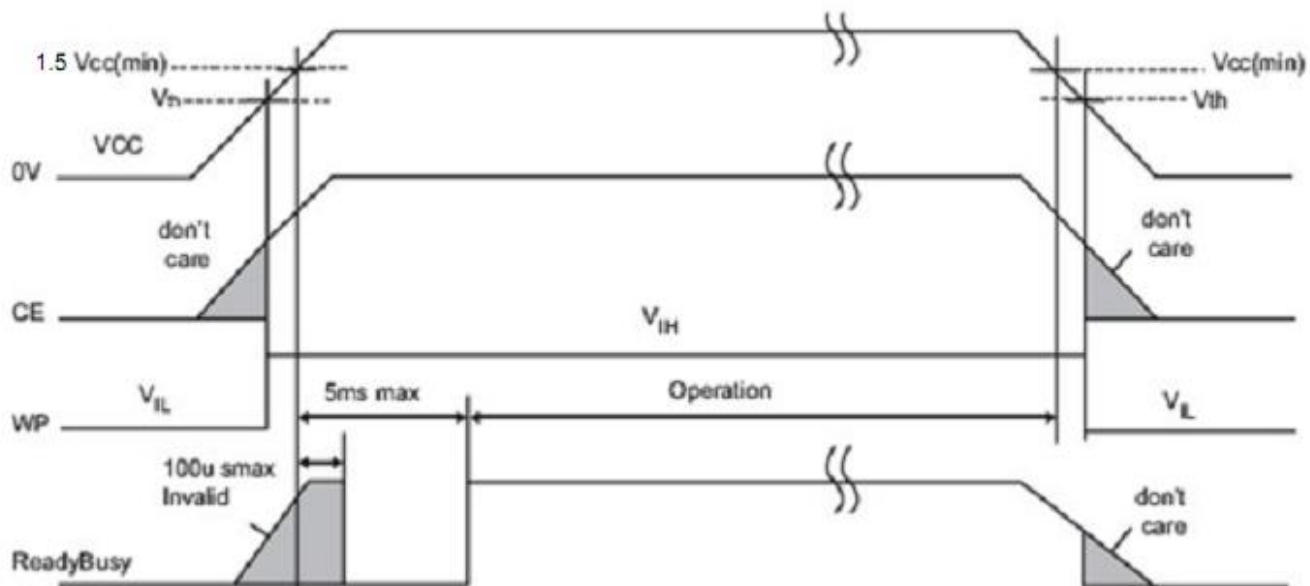 1.5 Vcc(min)
Vcc(min)
Vth
Vth
VCC
0V
don't
care
don't
care
CE
VIH
5ms max
Operation
VIL
VIL
WP
100u smax
Invalid
don't
care
ReadyBusy